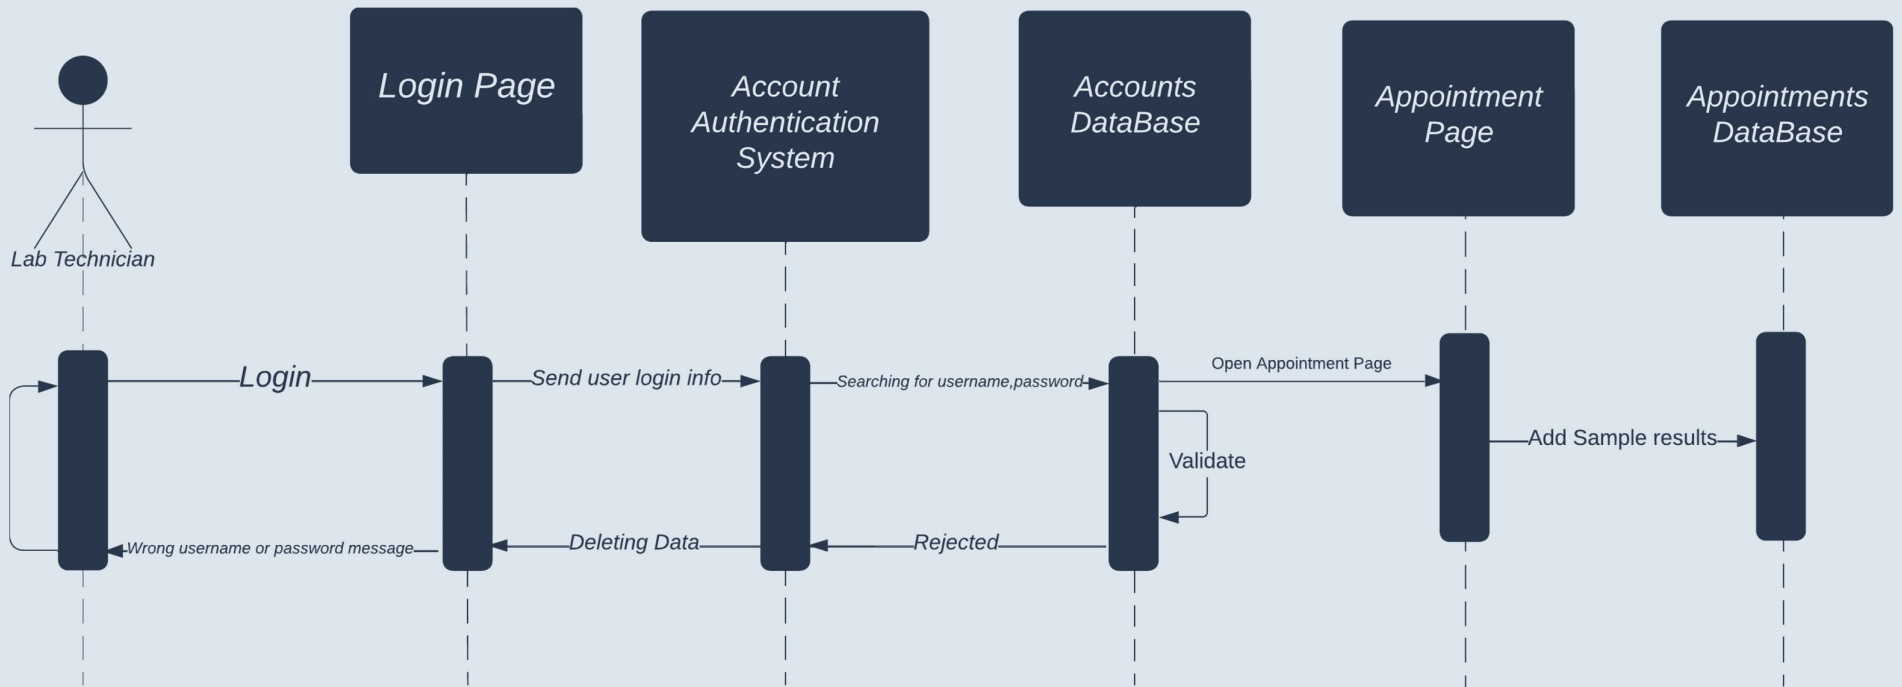 Login Page
Account
Authentication
System
Accounts
DataBase
Appointment
Page
Appointments
DataBase
Lab Technician
Login
Send user login info
Searching for username,password
Open Appointment Page
Add Sample results
Validate
Wrong username or password message
Deleting Data
Rejected